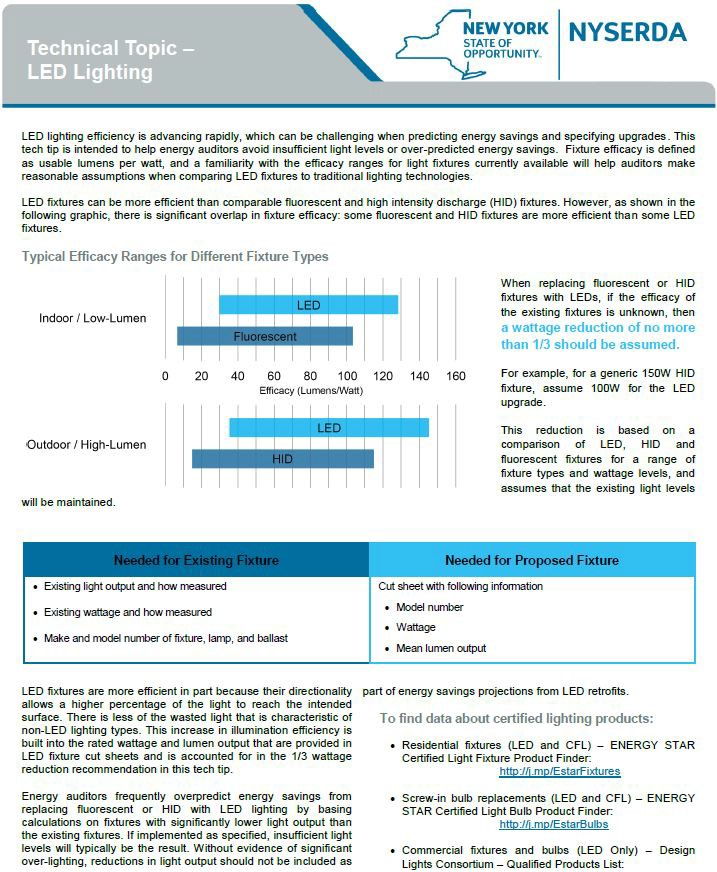 Technical Topic –
LED Lighting
NEW YORK
STATE OF
OPPORTUNITY.
NYSERDA
LED lighting efficiency is advancing rapidly, which can be challenging when predicting energy savings and specifying upgrades. This
tech tip is intended to help energy auditors avoid insufficient light levels or over-predicted energy savings. Fixture efficacy is defined
as usable lumens per watt, and a familiarity with the efficacy ranges for light fixtures currently available will help auditors make
reasonable assumptions when comparing LED fixtures to traditional lighting technologies.
LED fixtures can be more efficient than comparable fluorescent and high intensity discharge (HID) fixtures. However, as shown in the
following graphic, there is significant overlap in fixture efficacy: some fluorescent and HID fixtures are more efficient than some LED
fixtures.
Typical Efficacy Ranges for Different Fixture Types
Indoor / Low-Lumen
LED
Fluorescent
0 20 40 60 80 100 120 140 160
Efficacy (Lumens/Watt)
Outdoor / High-Lumen
LED
HID
When replacing fluorescent or HID
fixtures with LEDs, if the efficacy of
the existing fixtures is unknown, then
a wattage reduction of no more
than 1/3 should be assumed.
For example, for a generic 150W HID
fixture, assume 100W for the LED
upgrade.
This reduction is based on a
comparison of LED, HID and
fluorescent fixtures for a range of
fixture types and wattage levels, and
assumes that the existing light levels
will be maintained.
Needed for Existing Fixture
• Existing light output and how measured
• Existing wattage and how measured
• Make and model number of fixture, lamp, and ballast
Needed for Proposed Fixture
Cut sheet with following information
• Model number
• Wattage
• Mean lumen output
LED fixtures are more efficient in part because their directionality
allows a higher percentage of the light to reach the intended
surface. There is less of the wasted light that is characteristic of
non-LED lighting types. This increase in illumination efficiency is
built into the rated wattage and lumen output that are provided in
LED fixture cut sheets and is accounted for in the 1/3 wattage
reduction recommendation in this tech tip.
Energy auditors frequently overpredict energy savings from
replacing fluorescent or HID with LED lighting by basing
calculations on fixtures with significantly lower light output than
the existing fixtures. If implemented as specified, insufficient light
levels will typically be the result. Without evidence of significant
over-lighting, reductions in light output should not be included as
part of energy savings projections from LED retrofits.
To find data about certified lighting products:
• Residential fixtures (LED and CFL) – ENERGY STAR
Certified Light Fixture Product Finder:
http://j.mp/EstarFixtures
• Screw-in bulb replacements (LED and CFL) – ENERGY
STAR Certified Light Bulb Product Finder:
http://j.mp/EstarBulbs
• Commercial fixtures and bulbs (LED Only) – Design
Lights Consortium – Qualified Products List: